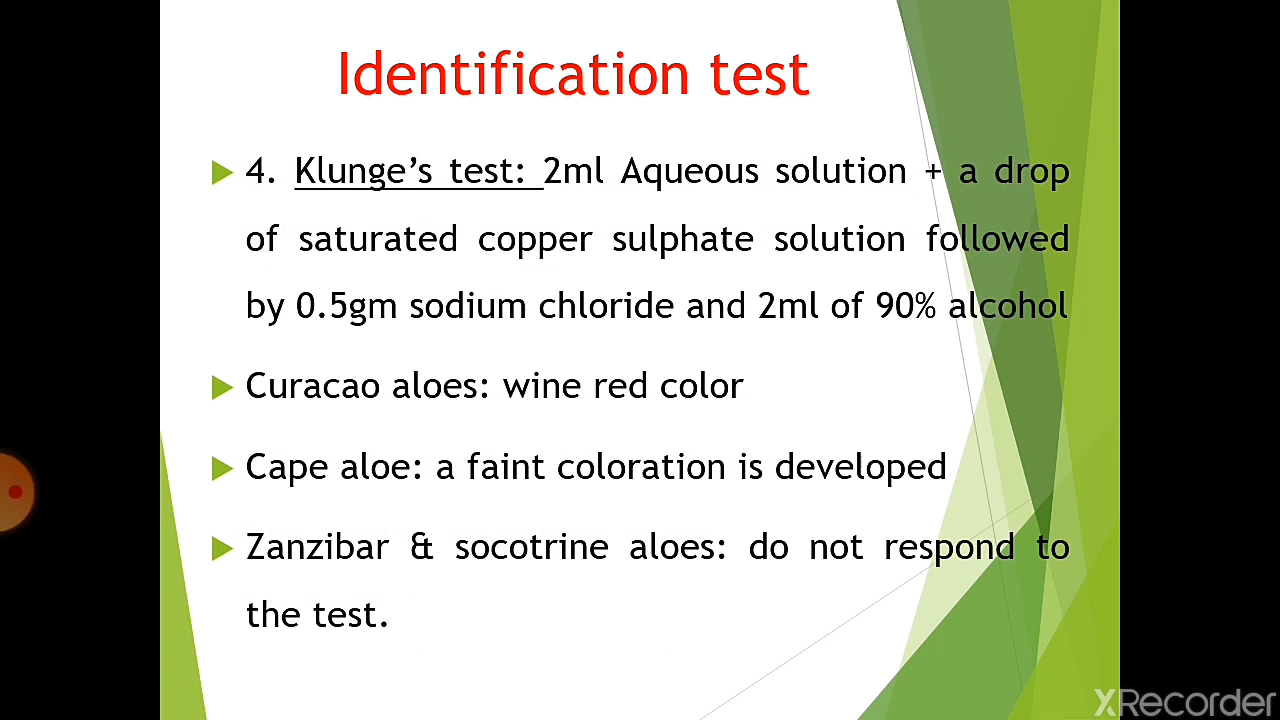 Identification test
4. Klunge’s test: 2ml Aqueous solution + a drop
of saturated copper sulphate solution followed
by 0.5gm sodium chloride and 2ml of 90% alcohol
Curacao aloes: wine red color
Cape aloe: a faint coloration is developed
Zanzibar & socotrine aloes: do not respond to
the test.
XRecorder